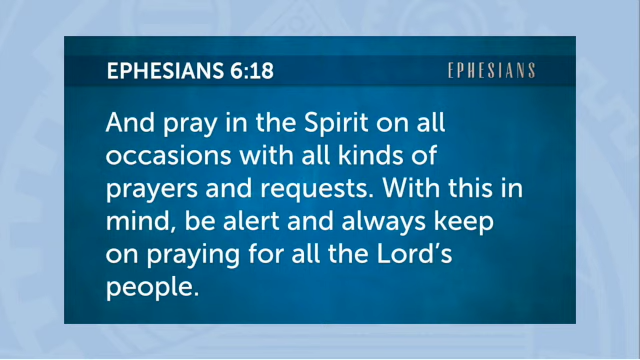 EPHESIANS 6:18
EPHESIANS
And pray in the Spirit on all
occasions with all kinds of
prayers and requests. With this in
mind, be alert and always keep
on praying for all the Lord’s
people.